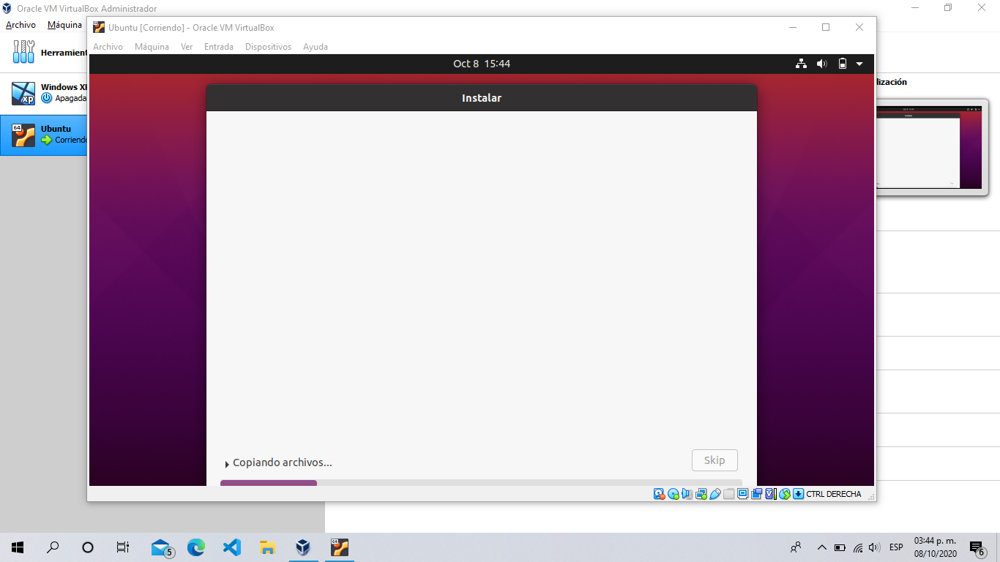 Oracle VM VirtualBox Administrador
Archivo Máquina
Herramient
Windows XP
Apagada
64
Ubuntu
Corriendo
Ubuntu [Corriendo] - Oracle VM VirtualBox
Archivo Máquina Ver Entrada Dispositivos Ayuda
Oct 8 15:44
Instalar
Copiando archivos...
Skip
CTRL DERECHA
lización
5
64
ESP
03:44 p. m.
08/10/2020
6